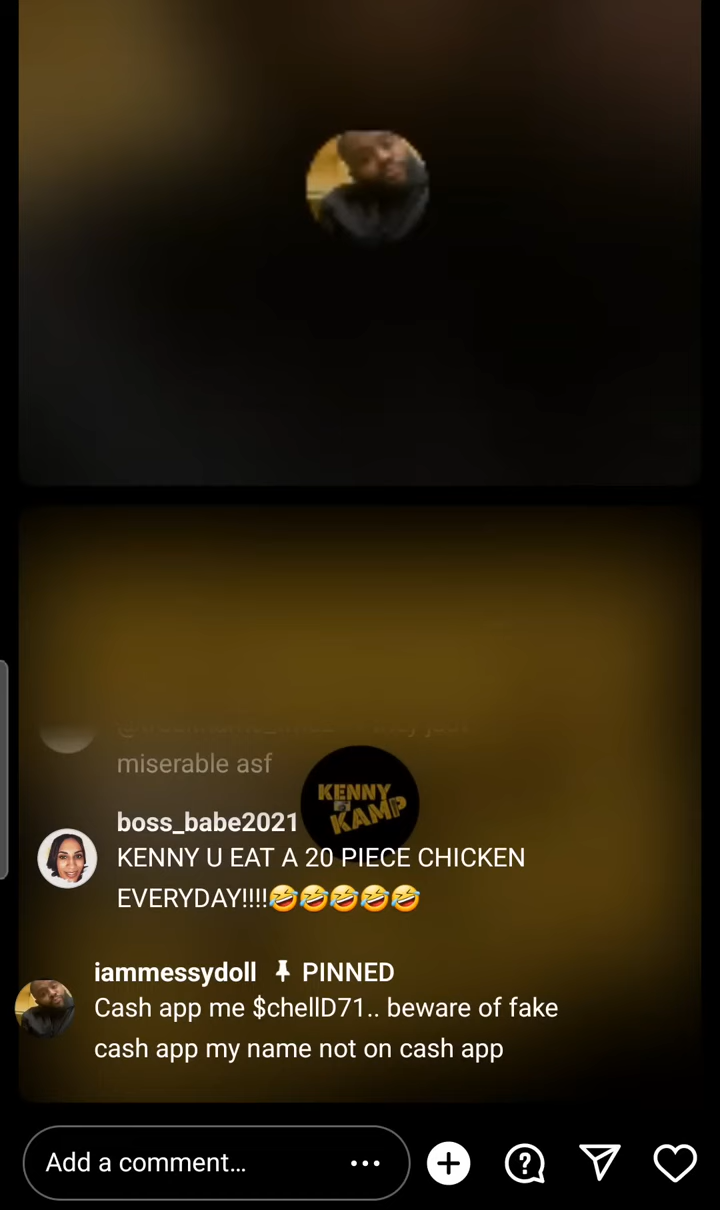 miserable asf
KENNY
KAMP
boss_babe2021
KENNY U EAT A 20 PIECE CHICKEN
EVERYDAY!!!!🤣🤣🤣🤣🤣
iammessydoll 📌 PINNED
Cash app me $chellD71.. beware of fake
cash app my name not on cash app
Add a comment...